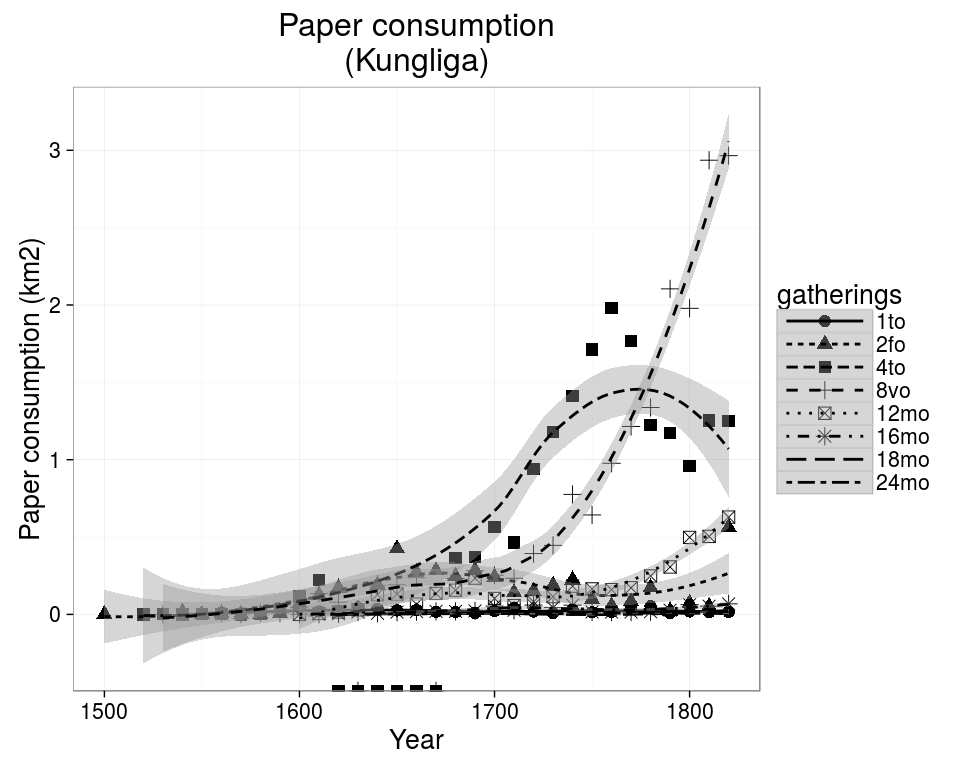 Paper consumption
(Kungliga)
Paper consumption (km2)
3
2
1
0
1500 1600 1700 1800
Year
gatherings
1to
2fo
4to
8vo
12mo
16mo
18mo
24mo